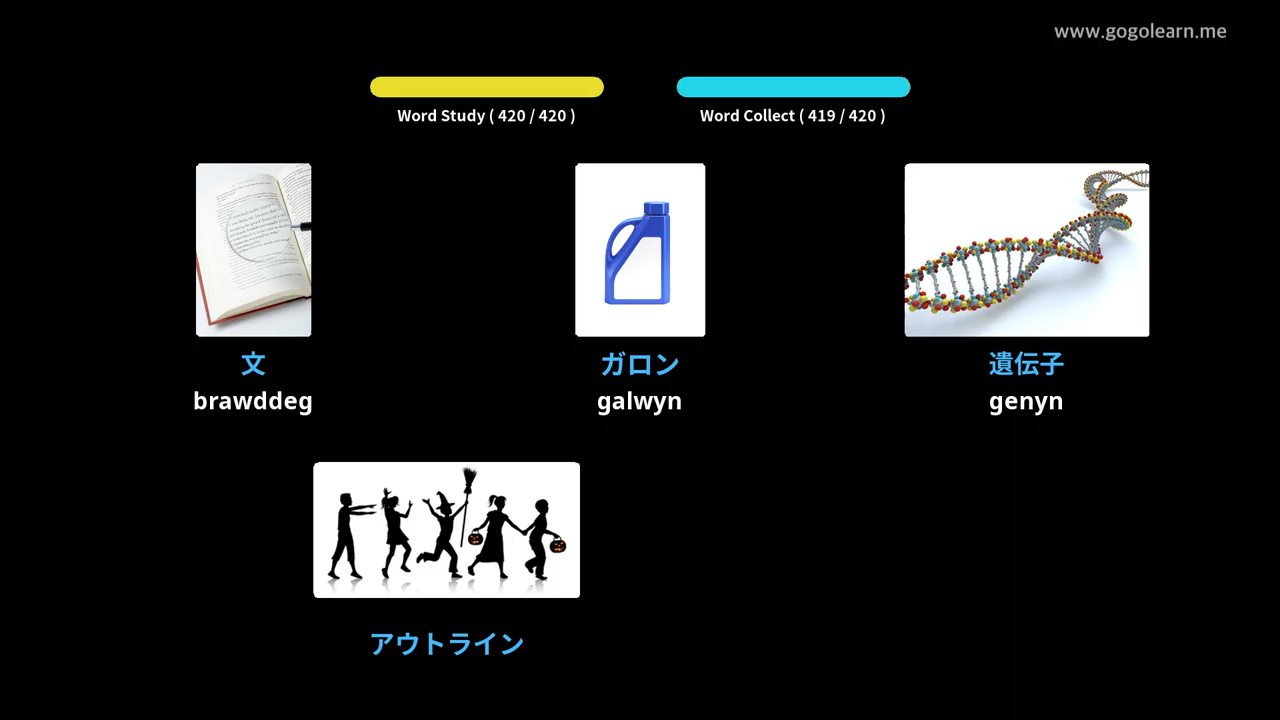 www.gogolearn.me
Word Study ( 420 / 420 )
Word Collect ( 419 / 420 )
文
ガロン
遺伝子
brawddeg
galwyn
genyn
アウトライン